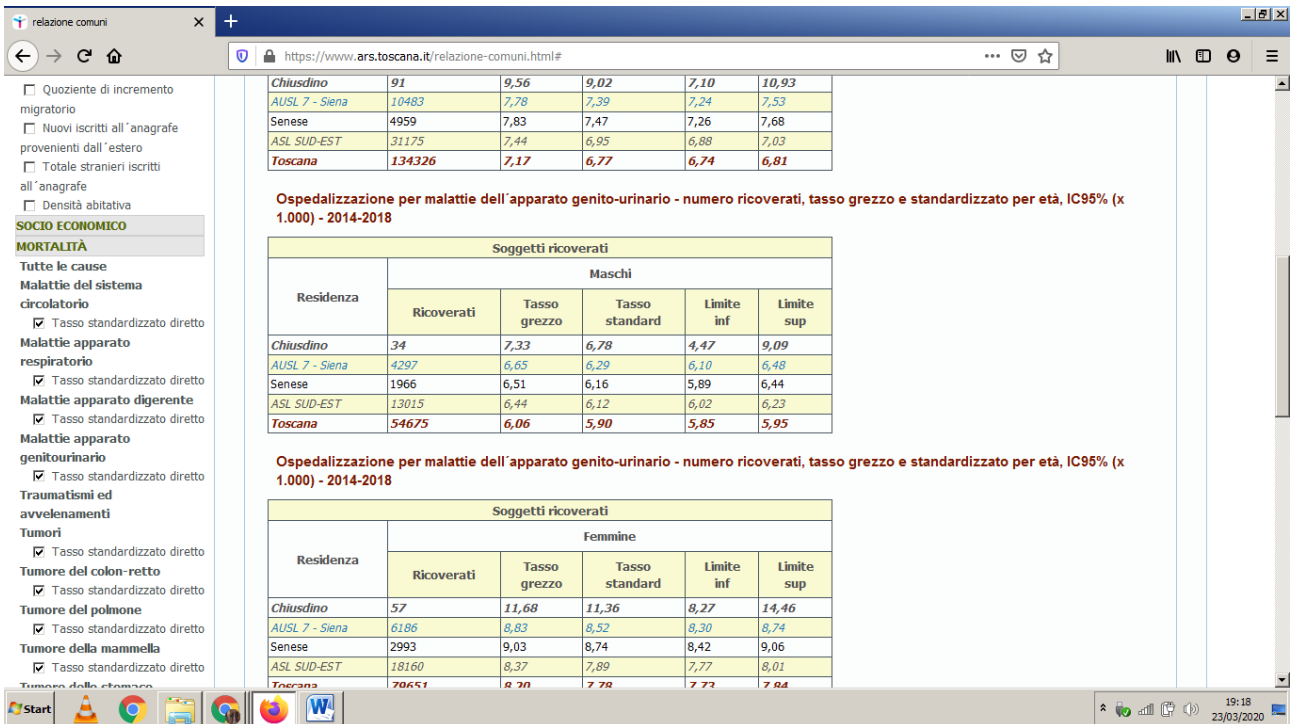 relazione comuni
https://www.ars.toscana.it/relazione-comuni.html#
Quoziente di incremento
migratorio
Nuovi iscritti all´anagrafe
provenienti dall´estero
Totale stranieri iscritti
all´anagrafe
Densità abitativa
SOCIO ECONOMICO
MORTALITÀ
Tutte le cause
Malattie del sistema
circolatorio
Tasso standardizzato diretto
Malattie apparato
respiratorio
Tasso standardizzato diretto
Malattie apparato digerente
Tasso standardizzato diretto
Malattie apparato
genitourinario
Tasso standardizzato diretto
Traumatismi ed
avvelenamenti
Tumori
Tasso standardizzato diretto
Tumore del colon-retto
Tasso standardizzato diretto
Tumore del polmone
Tasso standardizzato diretto
Tumore della mammella
Tasso standardizzato diretto
Tumore dello stomaco
Chiusdino 91 9,56 9,02 7,10 10,93
AUSL 7 - Siena 10483 7,78 7,39 7,24 7,53
Senese 4959 7,83 7,47 7,26 7,68
ASL SUD-EST 31175 7,44 6,95 6,88 7,03
Toscana 134326 7,17 6,77 6,74 6,81
Ospedalizzazione per malattie dell´apparato genito-urinario - numero ricoverati, tasso grezzo e standardizzato per età, IC95% (x
1.000) - 2014-2018
Soggetti ricoverati
Maschi
Residenza
Ricoverati Tasso grezzo Tasso standard Limite inf Limite sup
Chiusdino 34 7,33 6,78 4,47 9,09
AUSL 7 - Siena 4297 6,65 6,29 6,10 6,48
Senese 1966 6,51 6,16 5,89 6,44
ASL SUD-EST 13015 6,44 6,12 6,02 6,23
Toscana 54675 6,06 5,90 5,85 5,95
Ospedalizzazione per malattie dell´apparato genito-urinario - numero ricoverati, tasso grezzo e standardizzato per età, IC95% (x
1.000) - 2014-2018
Soggetti ricoverati
Femmine
Residenza
Ricoverati Tasso grezzo Tasso standard Limite inf Limite sup
Chiusdino 57 11,68 11,36 8,27 14,46
AUSL 7 - Siena 6186 8,83 8,52 8,30 8,74
Senese 2993 9,03 8,74 8,42 9,06
ASL SUD-EST 18160 8,37 7,89 7,77 8,01
Toscana 79651 8,20 7,78 7,73 7,84
Start
19:18
23/03/2020